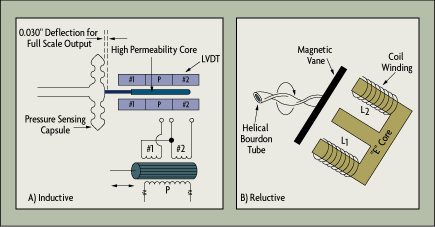 0.030" Deflection for
Full Scale Output
High Permeability Core
LVDT
#1 P #2
#1 P #2
Pressure Sensing
Capsule
#1 #2
P
A) Inductive
Magnetic
Vane
Coil
Winding
L2
Helical
Bourdon
Tube
L1
"E" Core
B) Reluctive